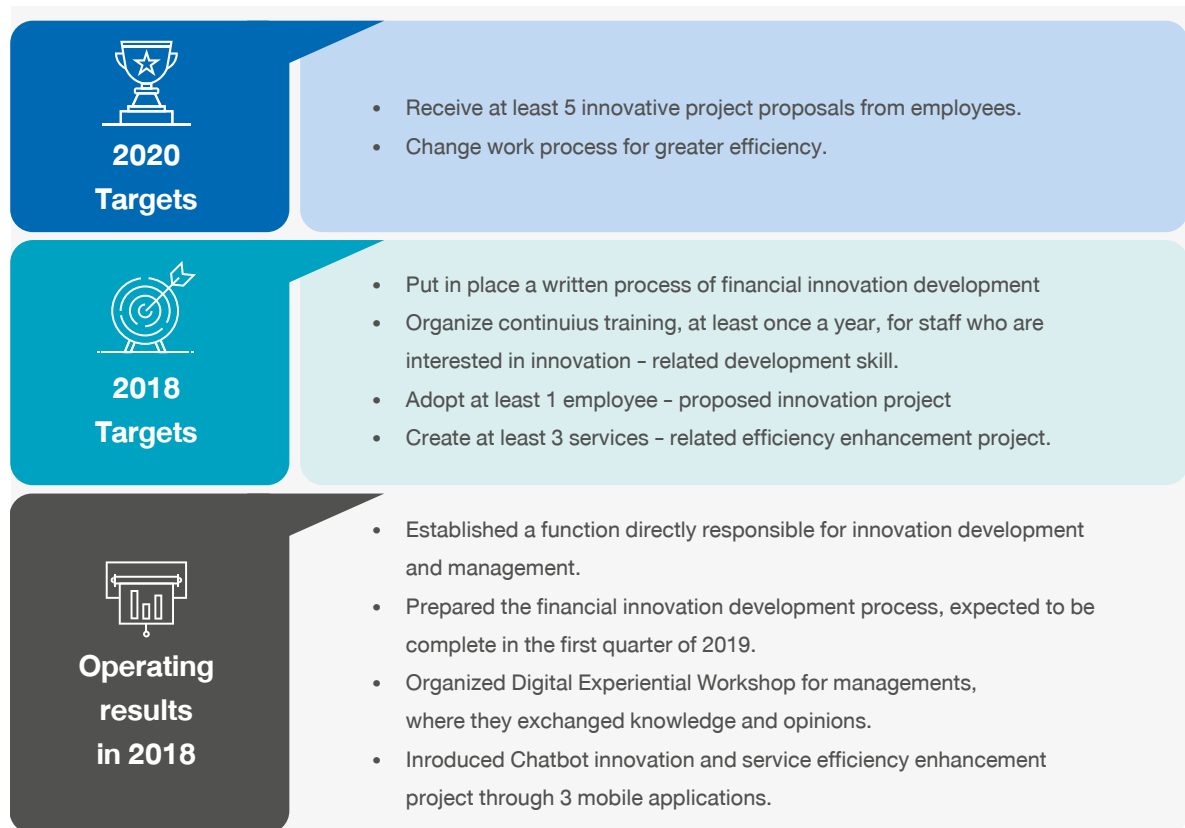 2020
Targets
• Receive at least 5 innovative project proposals from employees.
• Change work process for greater efficiency.
2018
Targets
• Put in place a written process of financial innovation development
• Organize continuius training, at least once a year, for staff who are
interested in innovation – related development skill.
• Adopt at least 1 employee – proposed innovation project
• Create at least 3 services – related efficiency enhancement project.
Operating
results
in 2018
• Established a function directly responsible for innovation development
and management.
• Prepared the financial innovation development process, expected to be
complete in the first quarter of 2019.
• Organized Digital Experiential Workshop for managements,
where they exchanged knowledge and opinions.
• Inroduced Chatbot innovation and service efficiency enhancement
project through 3 mobile applications.